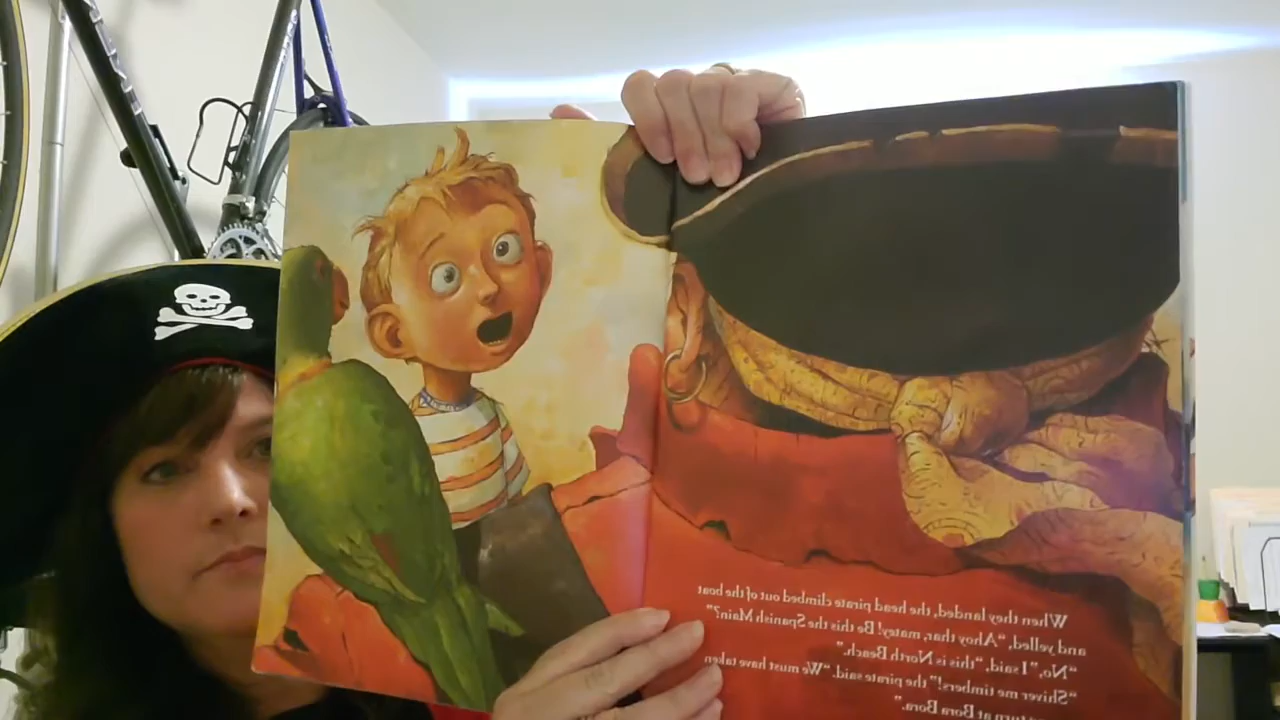 When they landed, the head pirate climbed out of the boat
and yelled, "Ahoy thar, matey! Be this the Spanish Main?"
"No," I said, "this is North Beach."
"Shiver me timbers!" the pirate said. "We must have taken
turn at Bora Bora."